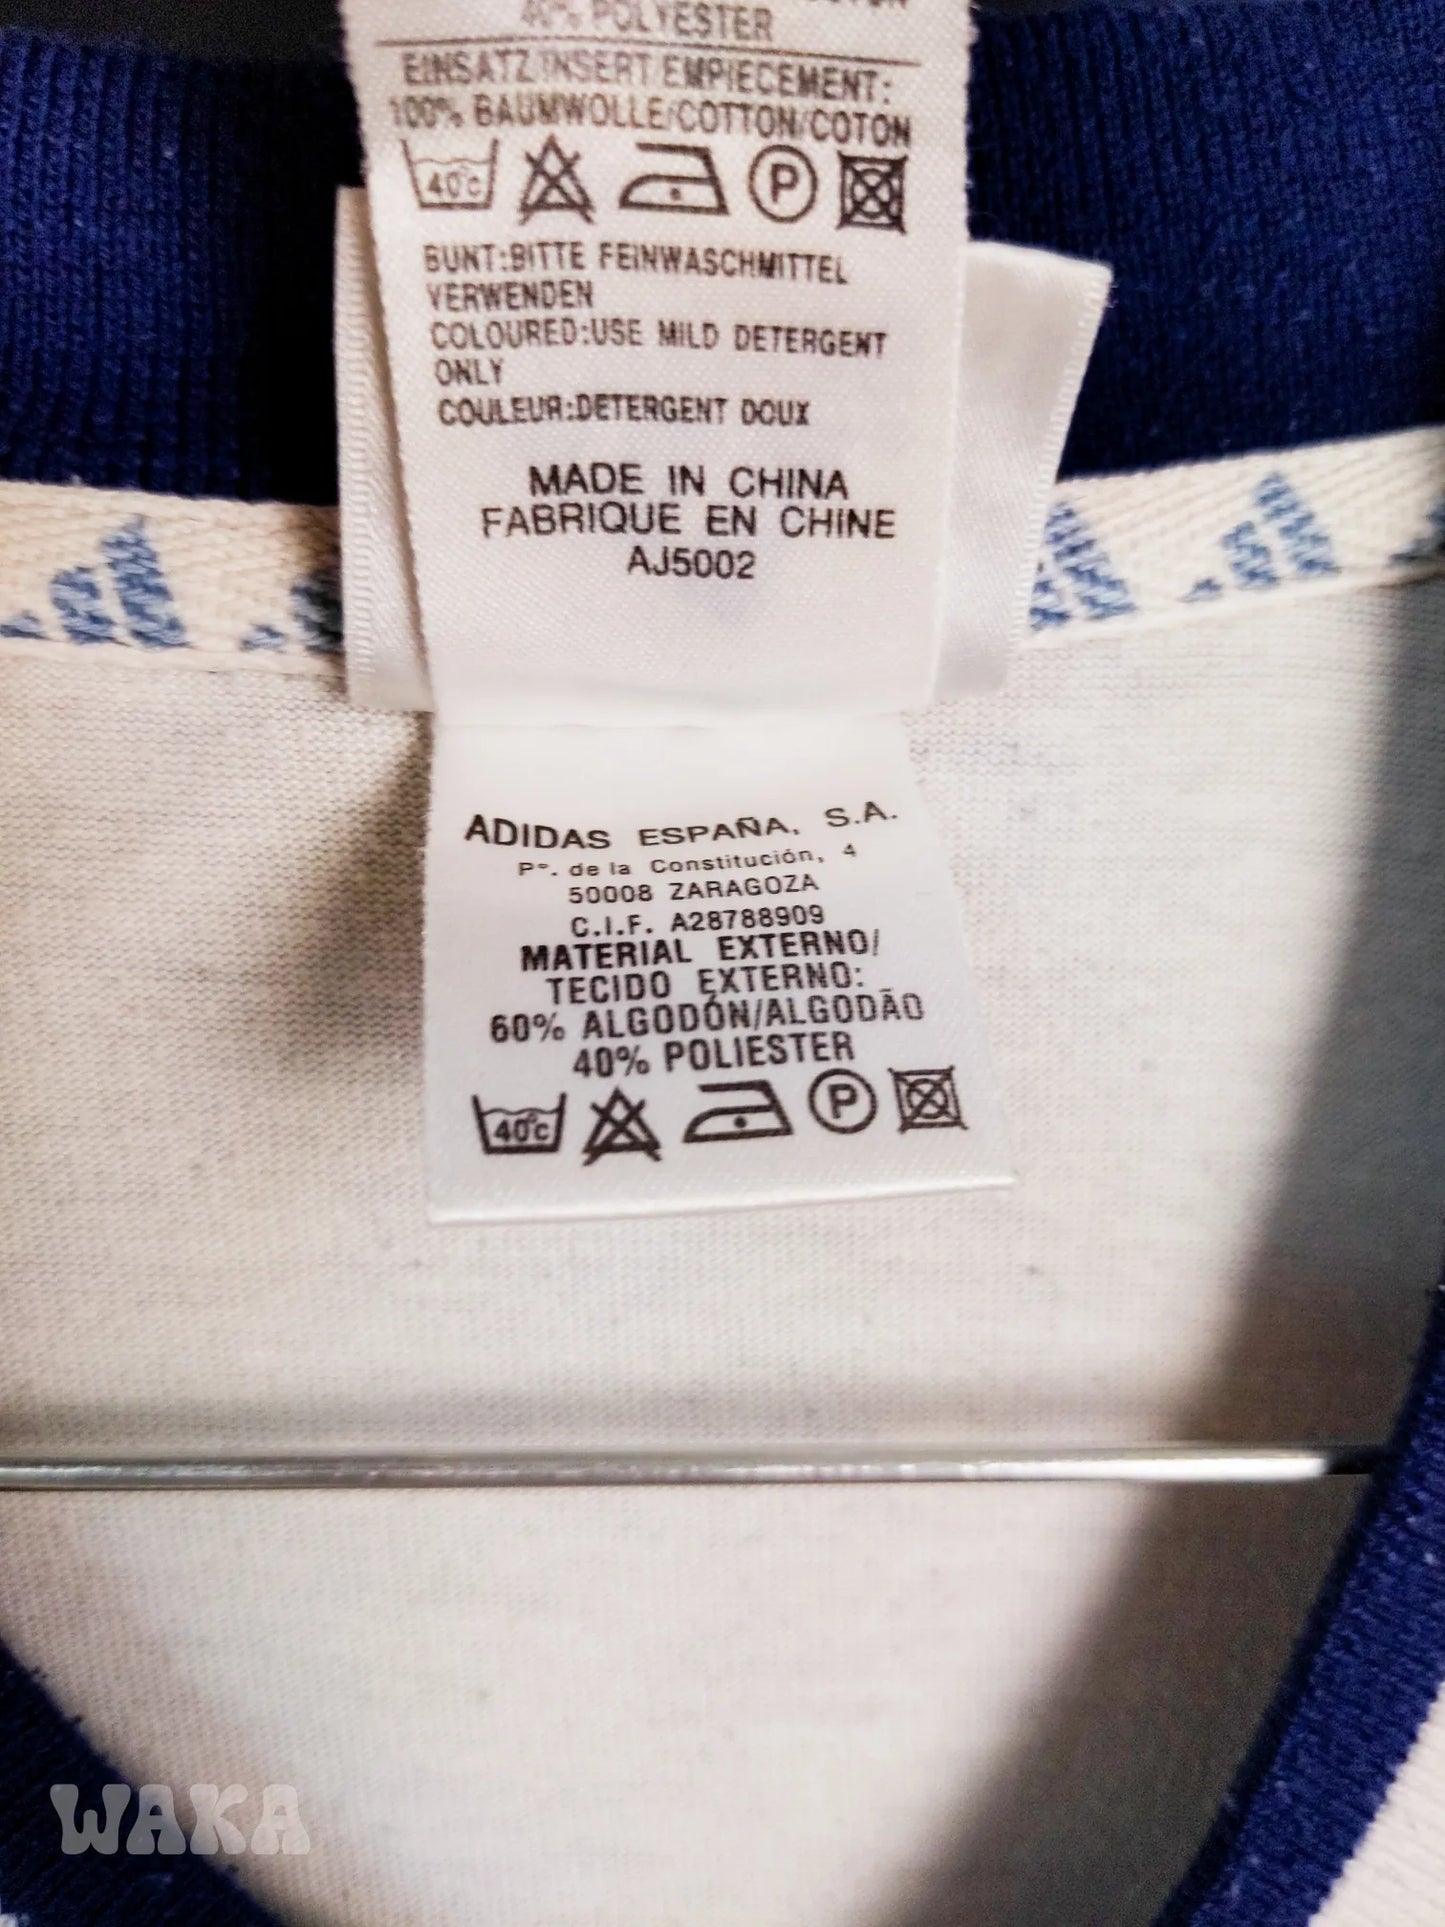 40% POLYESTER
EINSATZ/INSERT/EMPIECEMENT:
100% BAUMWOLLE/COTTON/COTON
40°C P
BUNT:BITTE FEINWASCHMITTEL
VERWENDEN
COLOURED:USE MILD DETERGENT
ONLY
COULEUR:DETERGENT DOUX
MADE IN CHINA
FABRIQUE EN CHINE
AJ5002
ADIDAS ESPAÑA, S.A.
Pº. de la Constitución, 4
50008 ZARAGOZA
C.I.F. A28788909
MATERIAL EXTERNO/
TECIDO EXTERNO:
60% ALGODÓN/ALGODÃO
40% POLIESTER
40°C P
WAKA